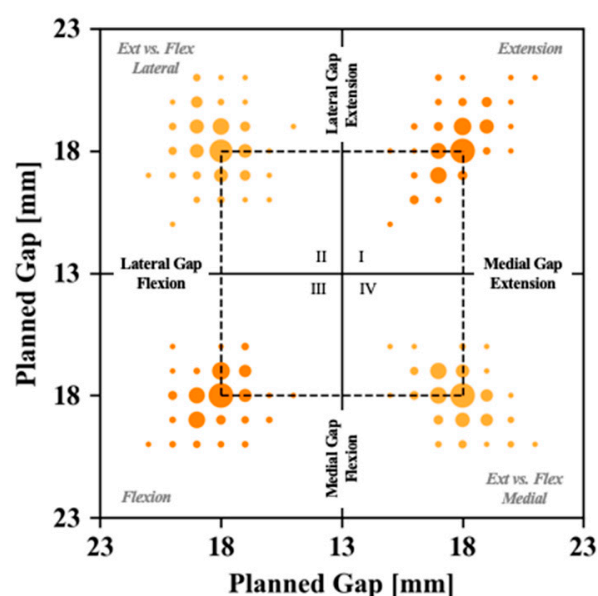 23
Ext vs. Flex
Lateral
Lateral Gap
Extension
Extension
18
II
I
Planned Gap [mm]
13
Lateral Gap
Flexion
Medial Gap
Extension
III
IV
18
Medial Gap
Flexion
Flexion
Ext vs. Flex
Medial
23
23
18
13
18
23
Planned Gap [mm]